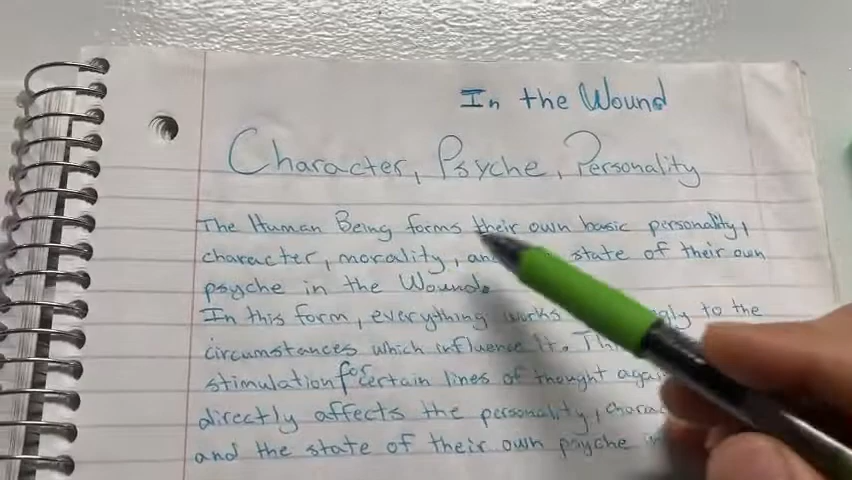 In the Wound
Character, Psyche, Personality
The Human Being forms their own basic personality,
character, morality, and state of their own
psyche in the Wound.
In this form, everything works to the
circumstances which influence it.
stimulation for certain lines of thought
directly affects the personality,
and the state of their own psyche